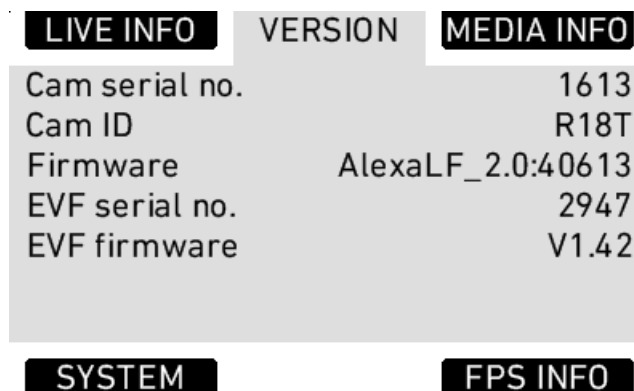 LIVE INFO VERSION MEDIA INFO
Cam serial no. 1613
Cam ID R18T
Firmware AlexaLF_2.0:40613
EVF serial no. 2947
EVF firmware V1.42
SYSTEM FPS INFO